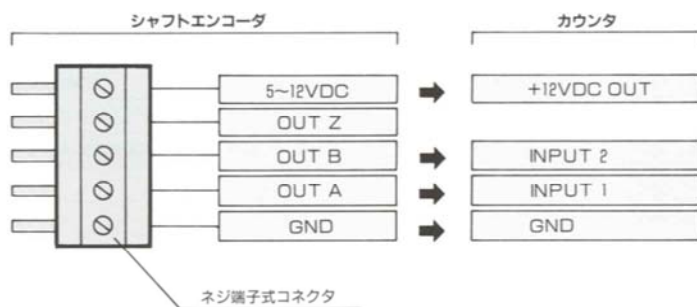 シャフトエンコーダ
カウンタ
5~12VDC
+12VDC OUT
OUT Z
OUT B
INPUT 2
OUT A
INPUT 1
GND
GND
ネジ端子式コネクタ